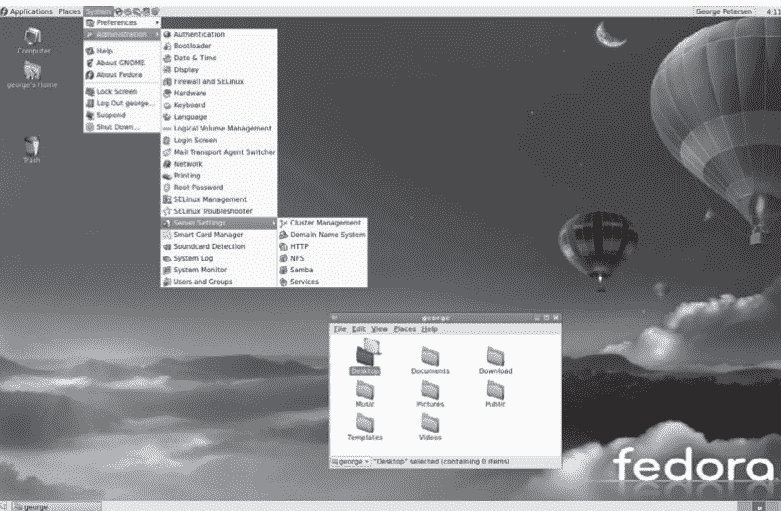 Applications Places System George Petersen 4:11
Preferences
Administration
Help
About GNOME
About Fedora
Lock Screen
Log Out george...
Suspend
Shut Down...
Authentication
Bootloader
Date & Time
Display
Firewall and SELinux
Hardware
Keyboard
Language
Logical Volume Management
Login Screen
Mail Transport Agent Switcher
Network
Printing
Root Password
SELinux Management
SELinux Troubleshooter
Server Settings
Smart Card Manager
Soundcard Detection
System Log
System Monitor
Users and Groups
Cluster Management
Domain Name System
HTTP
NFS
Samba
Services
Computer
george's Home
Trash
george
File Edit View Places Help
Desktop Documents Download
Music Pictures Public
Templates Videos
george "Desktop" selected (containing 0 items)
fedora
george